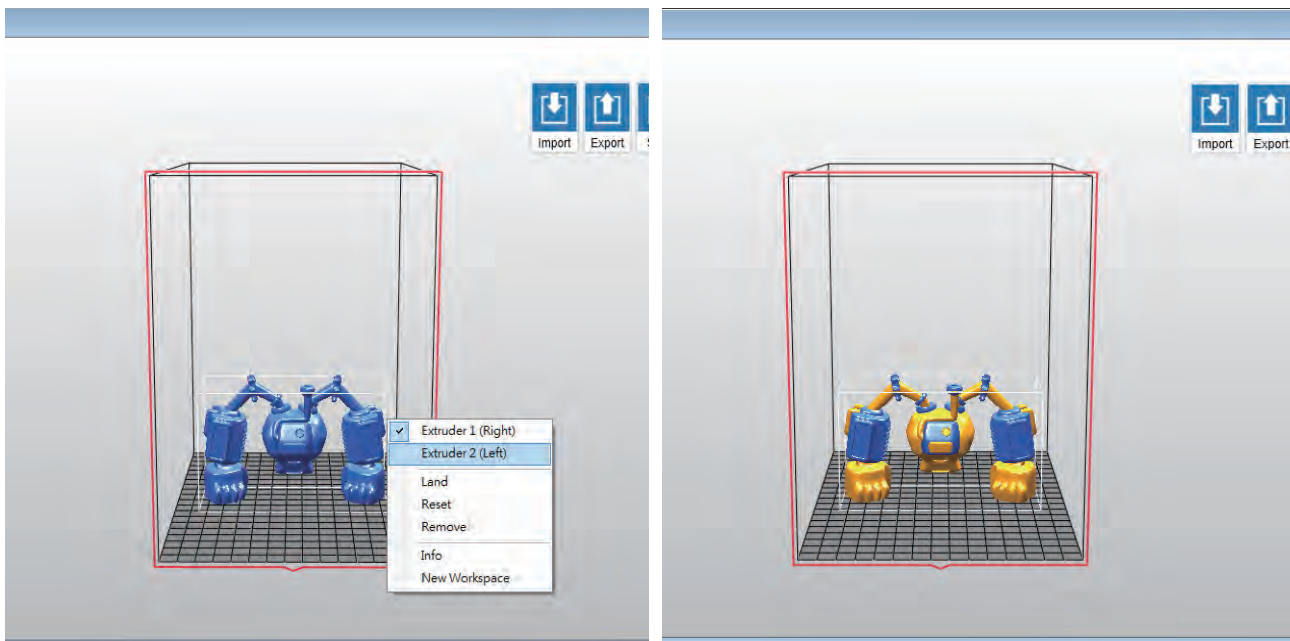 Import
Export
Extruder 1 (Right)
Extruder 2 (Left)
Land
Reset
Remove
Info
New Workspace
Import
Export